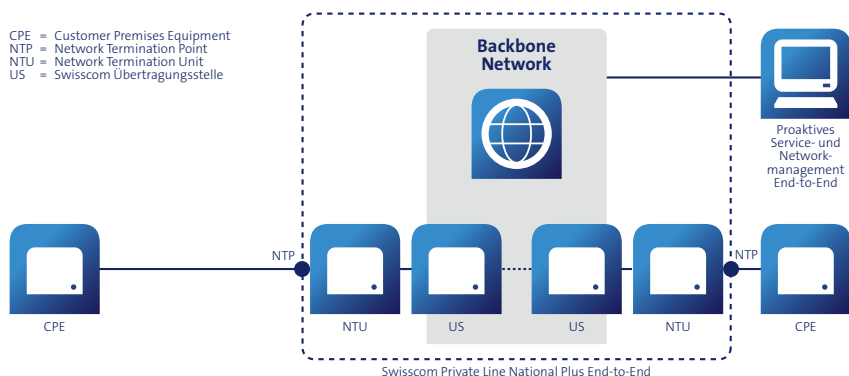 CPE = Customer Premises Equipment
NTP = Network Termination Point
NTU = Network Termination Unit
US = Swisscom Übertragungsstelle
Backbone
Network
Proaktives
Service- und
Network-
management
End-to-End
NTP
NTP
CPE
NTU
US
US
NTU
CPE
Swisscom Private Line National Plus End-to-End